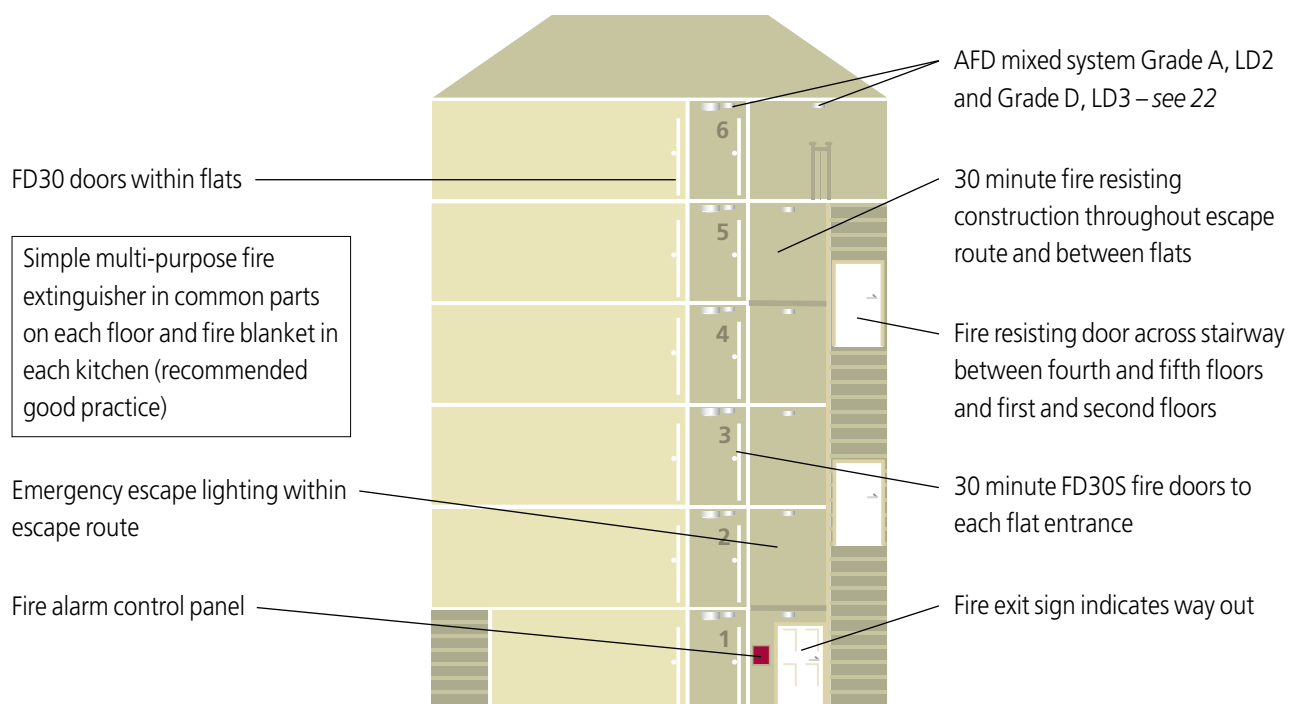 AFD mixed system Grade A, LD2
and Grade D, LD3 – see 22
FD30 doors within flats
30 minute fire resisting
construction throughout escape
route and between flats
Simple multi-purpose fire
extinguisher in common parts
on each floor and fire blanket in
each kitchen (recommended
good practice)
Fire resisting door across stairway
between fourth and fifth floors
and first and second floors
Emergency escape lighting within
escape route
30 minute FD30S fire doors to
each flat entrance
Fire alarm control panel
Fire exit sign indicates way out
6
5
4
3
2
1